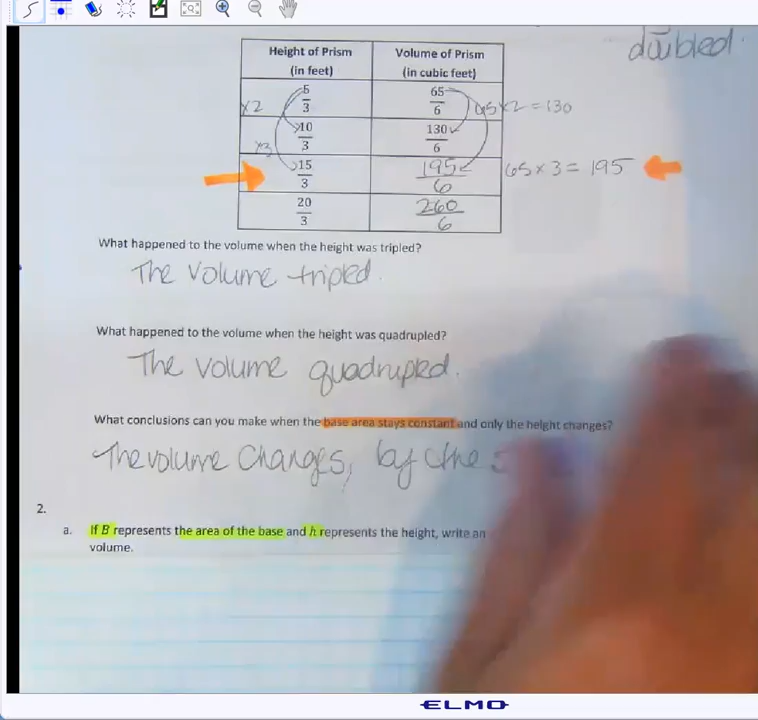 doubled.
Height of Prism
(in feet)
Volume of Prism
(in cubic feet)
x2
5/3
65/6
65x2=130
x3
10/3
130/6
15/3
195/6
65x3=195
20/3
260/6
What happened to the volume when the height was tripled?
The volume tripled.
What happened to the volume when the height was quadrupled?
The volume quadrupled.
What conclusions can you make when the base area stays constant and only the height changes?
The volume changes, by the
2.
a. If B represents the area of the base and h represents the height, write an
volume.
ELMO